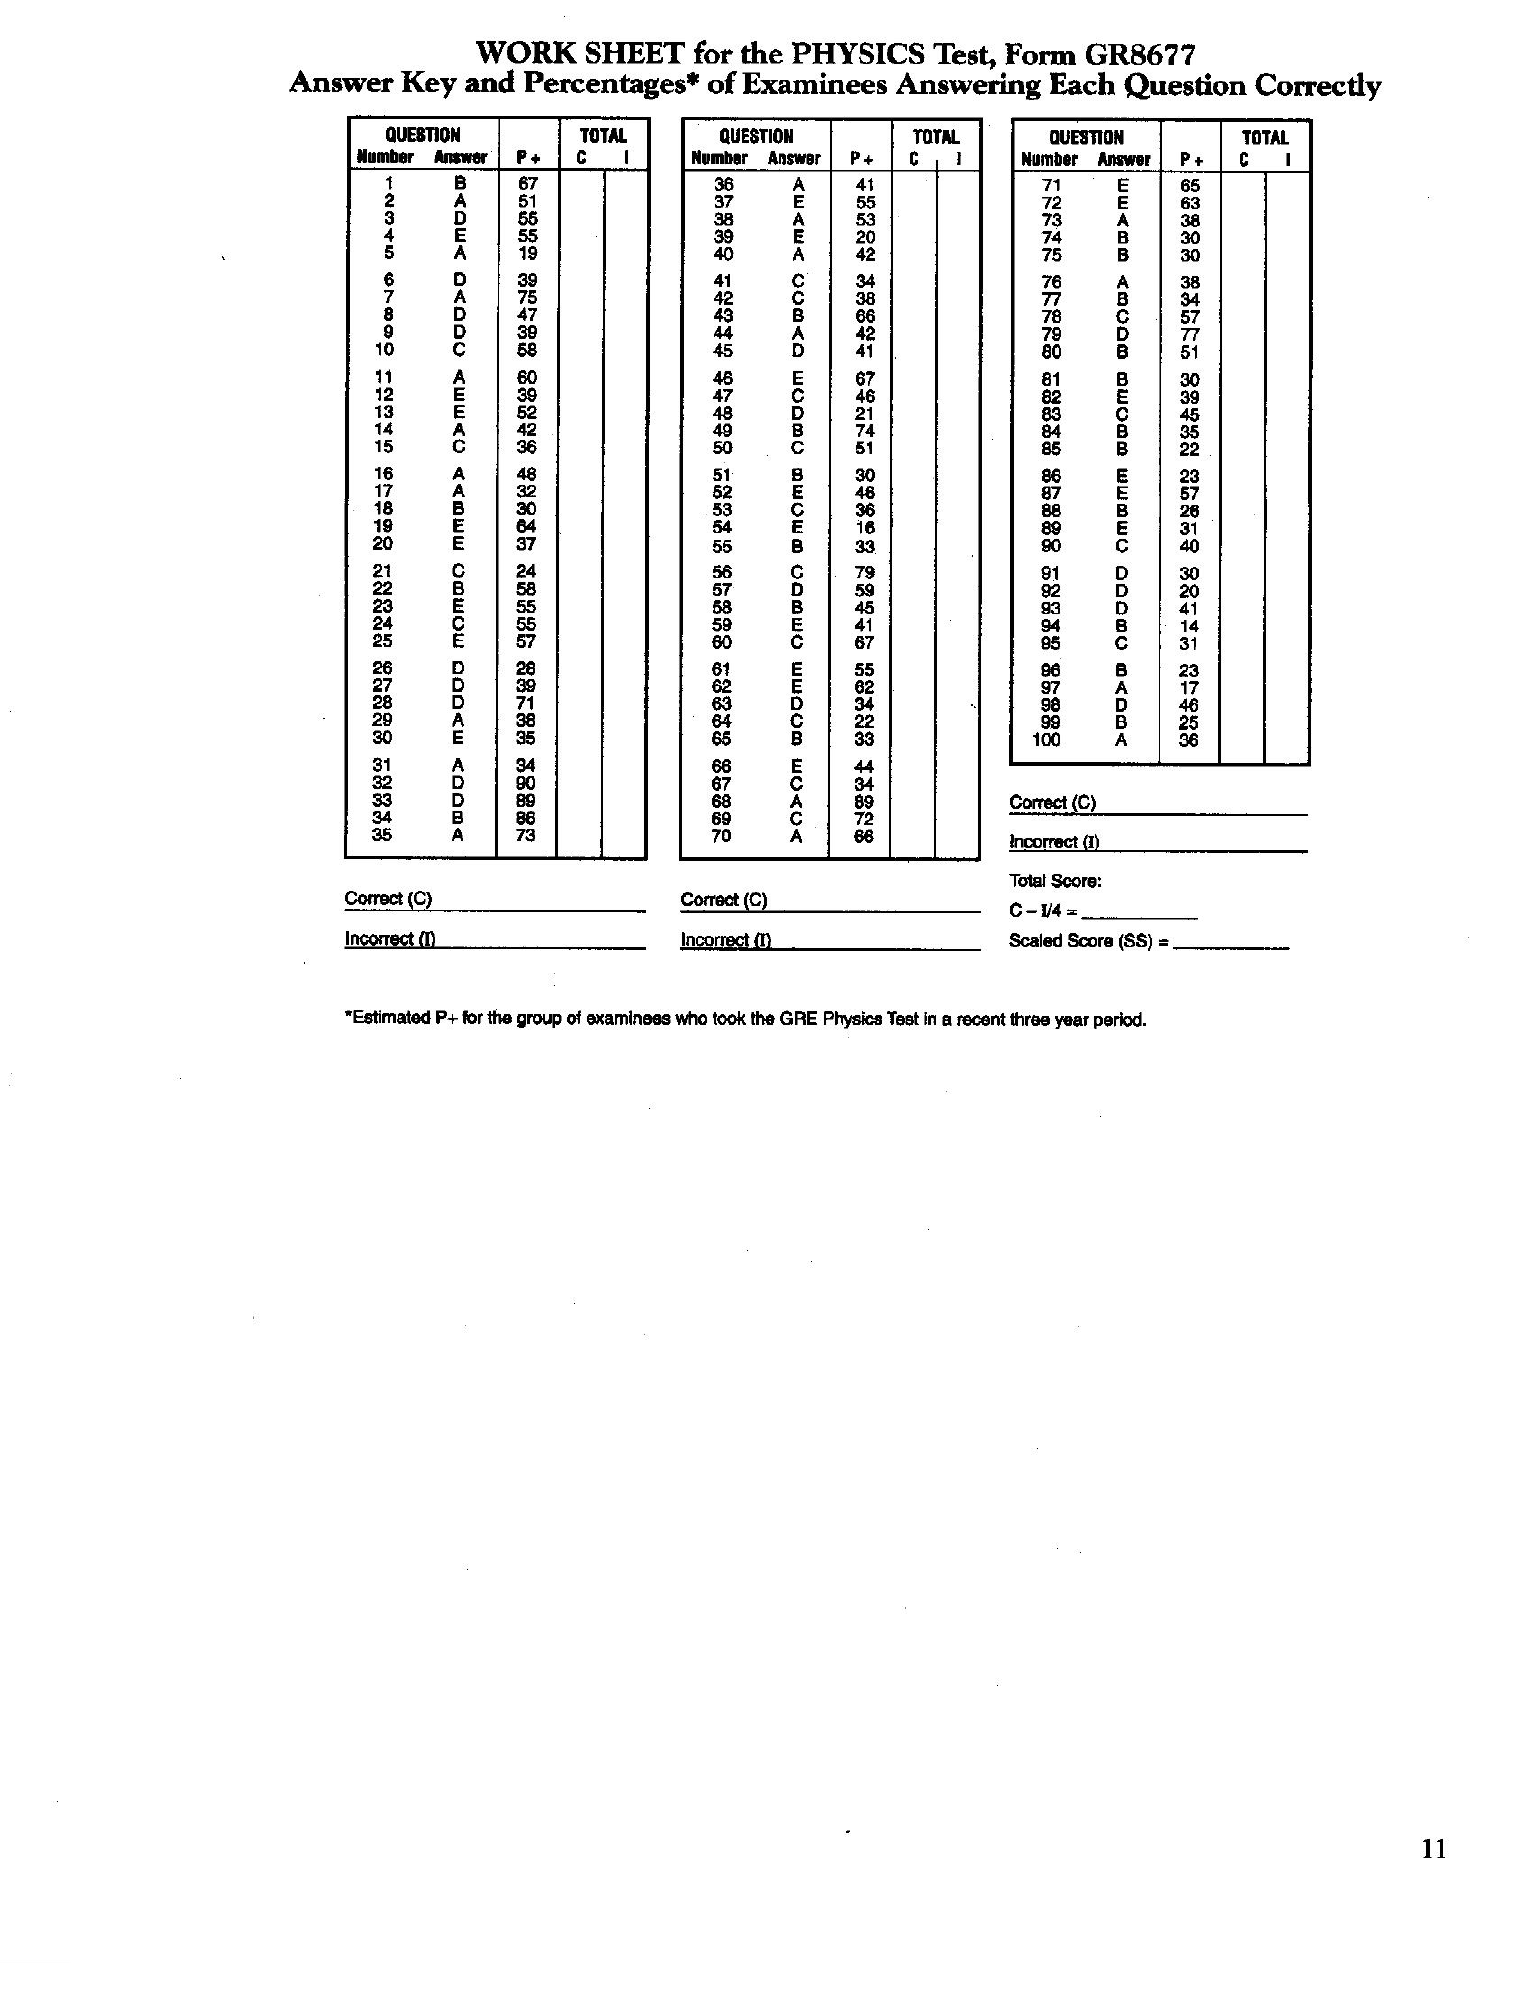 WORK SHEET for the PHYSICS Test, Form GR8677
Answer Key and Percentages* of Examinees Answering Each Question Correctly
QUESTION TOTAL
Number Answer P+ C I
1 B 67
2 A 51
3 D 55
4 E 55
5 A 19
6 D 39
7 A 75
8 D 47
9 D 39
10 C 58
11 A 60
12 E 39
13 E 52
14 A 42
15 C 36
16 A 48
17 A 32
18 B 30
19 E 64
20 E 37
21 C 24
22 B 58
23 E 55
24 C 55
25 E 57
26 D 26
27 D 39
28 D 71
29 A 38
30 E 35
31 A 34
32 D 90
33 D 89
34 B 86
35 A 73
Correct (C)
Incorrect (I)
QUESTION TOTAL
Number Answer P+ C I
36 A 41
37 E 55
38 A 53
39 E 20
40 A 42
41 C 34
42 C 38
43 B 66
44 A 42
45 D 41
46 E 67
47 C 46
48 D 21
49 B 74
50 C 51
51 B 30
52 E 46
53 C 36
54 E 16
55 B 33
56 C 79
57 D 59
58 B 45
59 E 41
60 C 67
61 E 55
62 E 62
63 D 34
64 C 22
65 B 33
66 E 44
67 C 34
68 A 89
69 C 72
70 A 66
Correct (C)
Incorrect (I)
QUESTION TOTAL
Number Answer P+ C I
71 E 65
72 E 63
73 A 38
74 B 30
75 B 30
76 A 38
77 B 34
78 C 57
79 D 77
80 B 51
81 B 30
82 E 39
83 C 45
84 B 35
85 B 22
86 E 23
87 E 57
88 B 26
89 E 31
90 C 40
91 D 30
92 D 20
93 D 41
94 B 14
95 C 31
96 B 23
97 A 17
98 D 46
99 B 25
100 A 36
Correct (C)
Incorrect (I)
Total Score:
C – I/4 =
Scaled Score (SS) =
*Estimated P+ for the group of examinees who took the GRE Physics Test in a recent three year period.
11